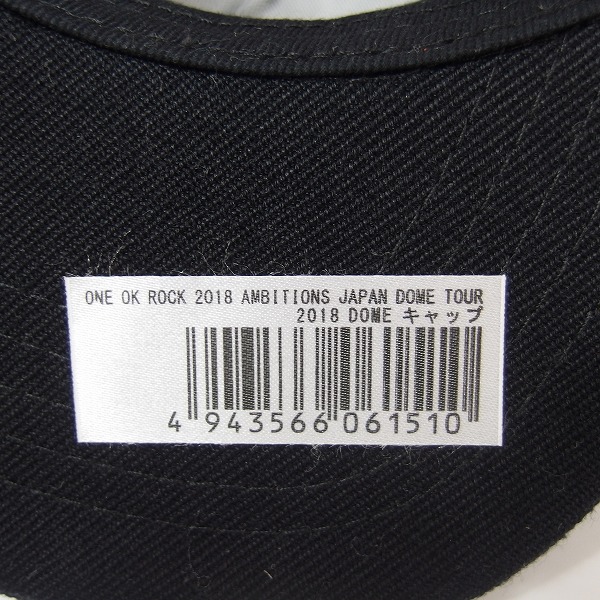 ONE OK ROCK 2018 AMBITIONS JAPAN DOME TOUR
2018 DOME キャップ
4 943566 061510